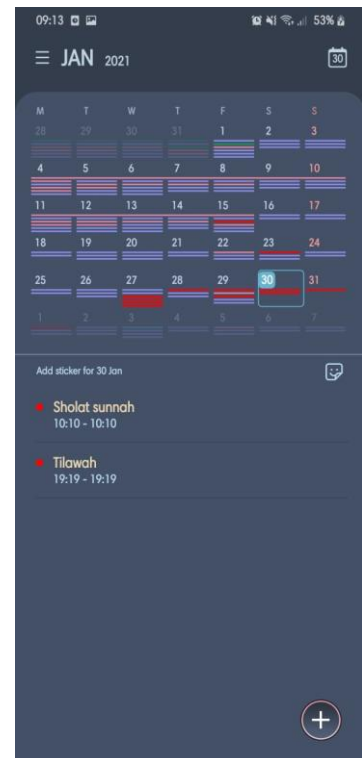 09:13 53%
JAN 2021 30
M T W T F S S
28 29 30 31 1 2 3
4 5 6 7 8 9 10
11 12 13 14 15 16 17
18 19 20 21 22 23 24
25 26 27 28 29 30 31
1 2 3 4 5 6 7
Add sticker for 30 Jan
Sholat sunnah
10:10 - 10:10
Tilawah
19:19 - 19:19